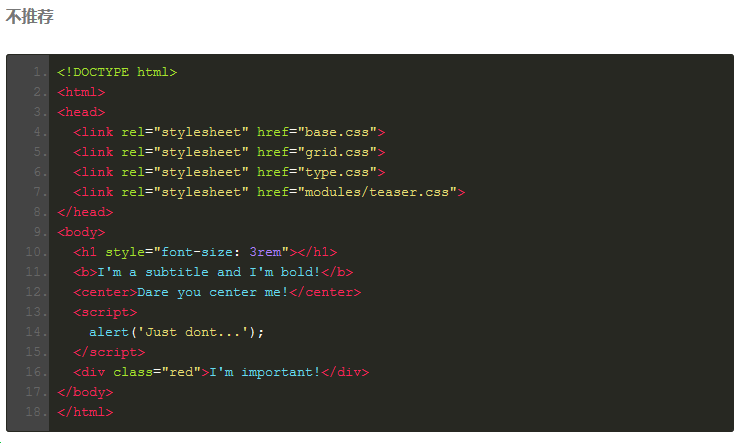 不推荐
1. <!DOCTYPE html>
2. <html>
3. <head>
4.   <link rel="stylesheet" href="base.css">
5.   <link rel="stylesheet" href="grid.css">
6.   <link rel="stylesheet" href="type.css">
7.   <link rel="stylesheet" href="modules/teaser.css">
8. </head>
9. <body>
10.   <h1 style="font-size: 3rem"></h1>
11.   <b>I'm a subtitle and I'm bold!</b>
12.   <center>Dare you center me!</center>
13.   <script>
14.     alert('Just dont...');
15.   </script>
16.   <div class="red">I'm important!</div>
17. </body>
18. </html>